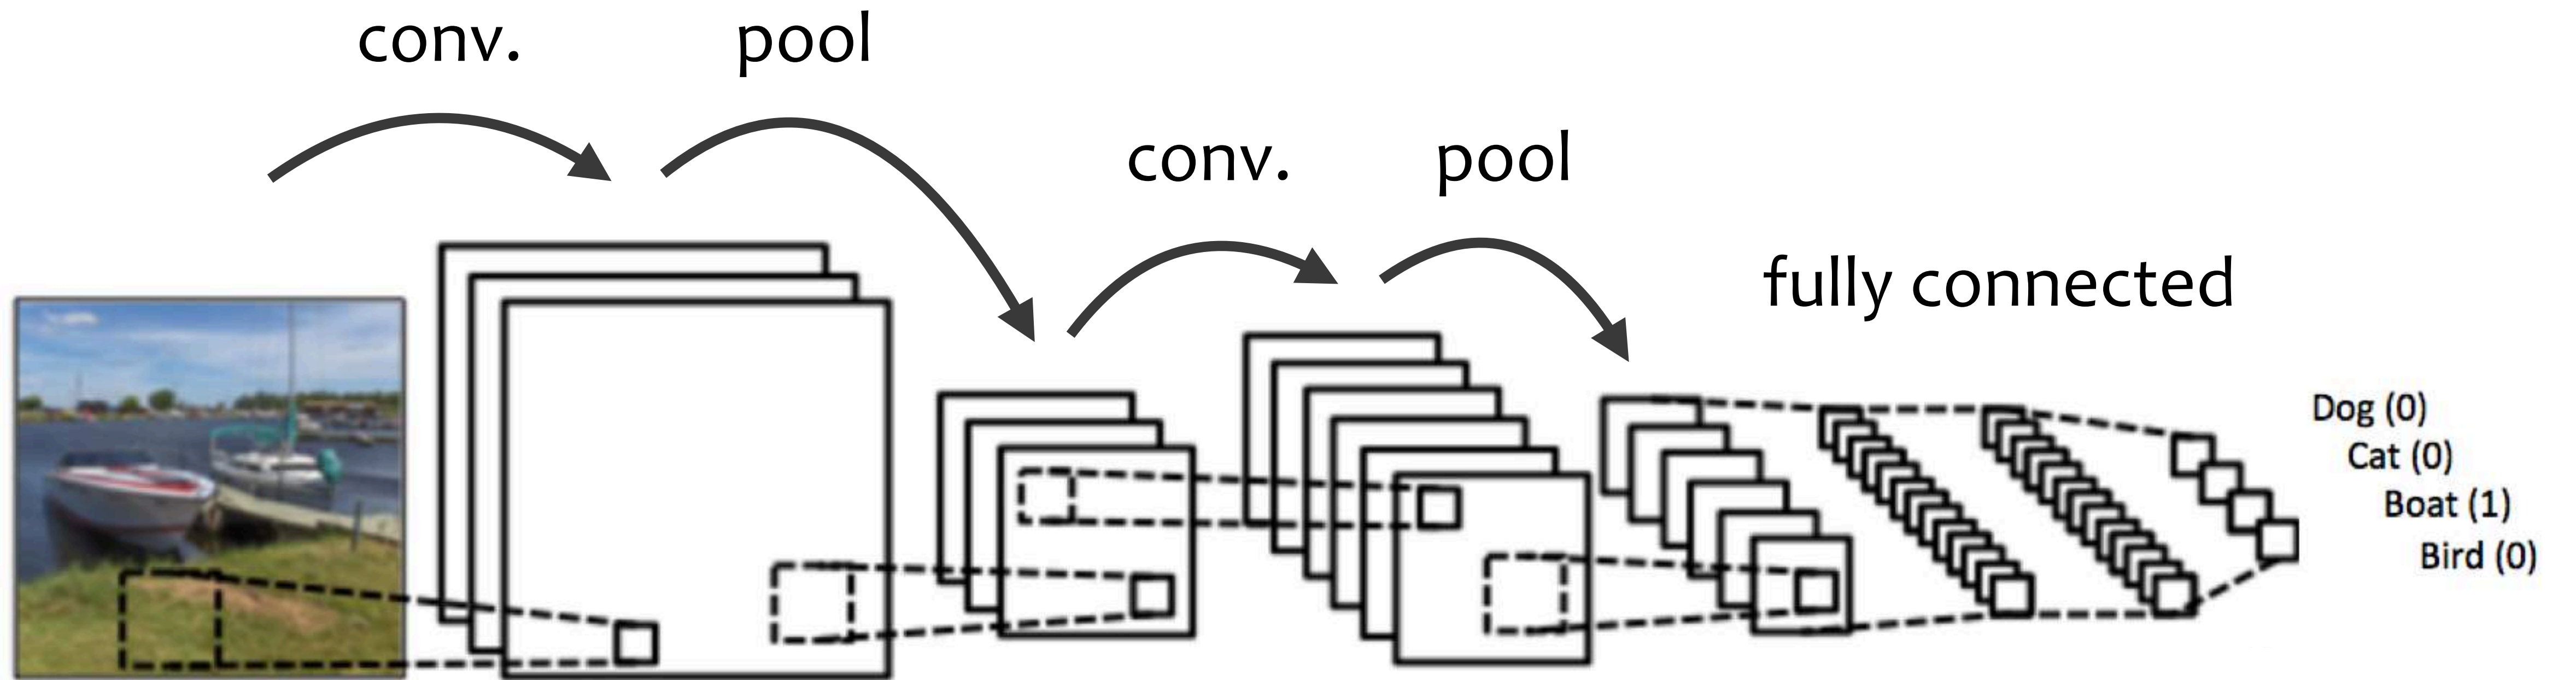 conv.
pool
conv.
pool
fully connected
Dog (0)
Cat (0)
Boat (1)
Bird (0)